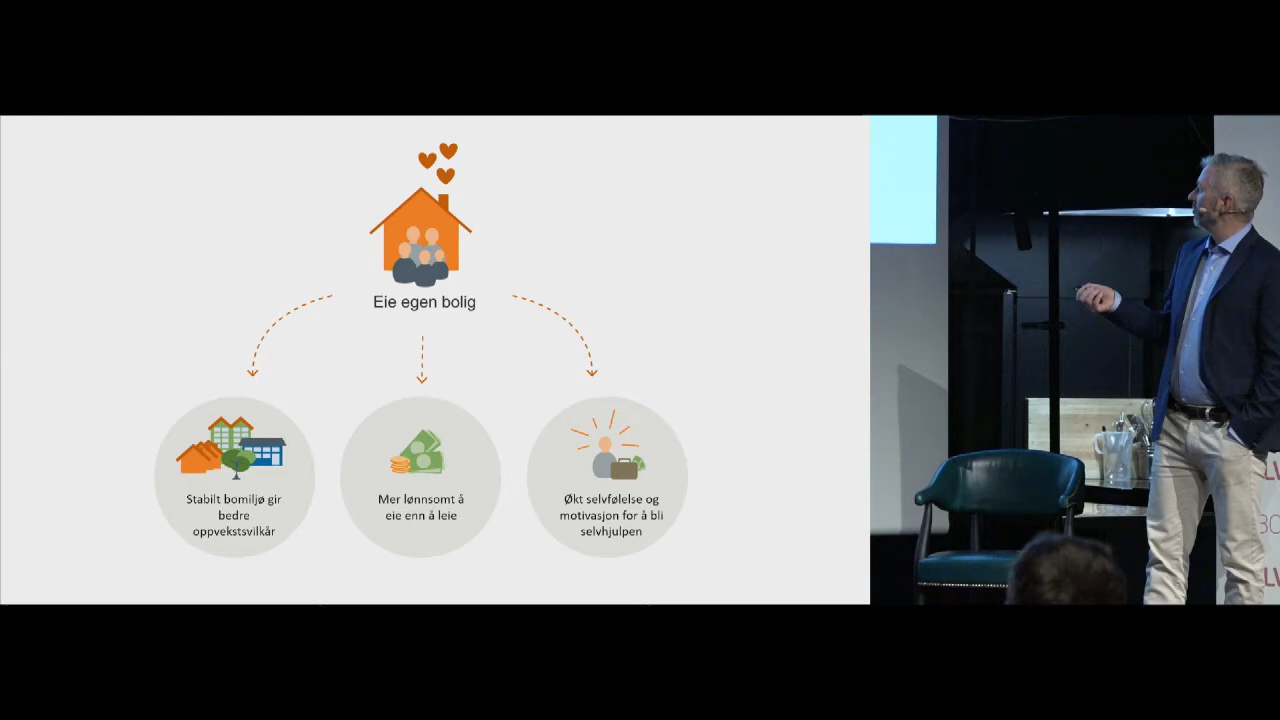 Eie egen bolig
Stabilt bomiljø gir
bedre
oppvekstsvilkår
Mer lønnsomt å
eie enn å leie
Økt selvfølelse og
motivasjon for å bli
selvhjulpen